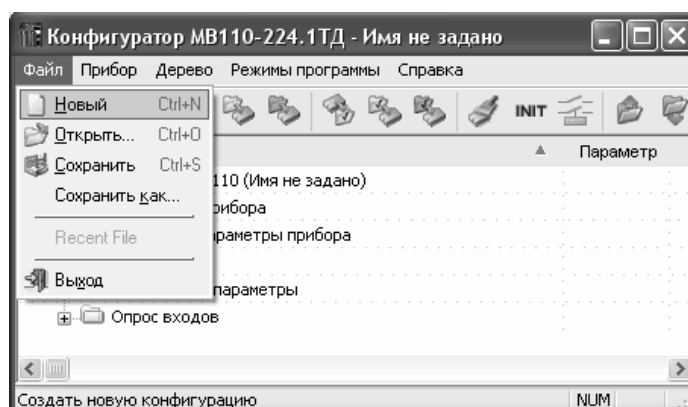 Конфигуратор МВ110-224.1ТД - Имя не задано
Файл Прибор Дерево Режимы программы Справка
Новый Ctrl+N
INIT
Открыть... Ctrl+O
Параметр
Сохранить Ctrl+S
110 (Имя не задано)
Сохранить как...
рибора
Recent File
раметры прибора
Выход
параметры
Опрос входов
Создать новую конфигурацию NUM